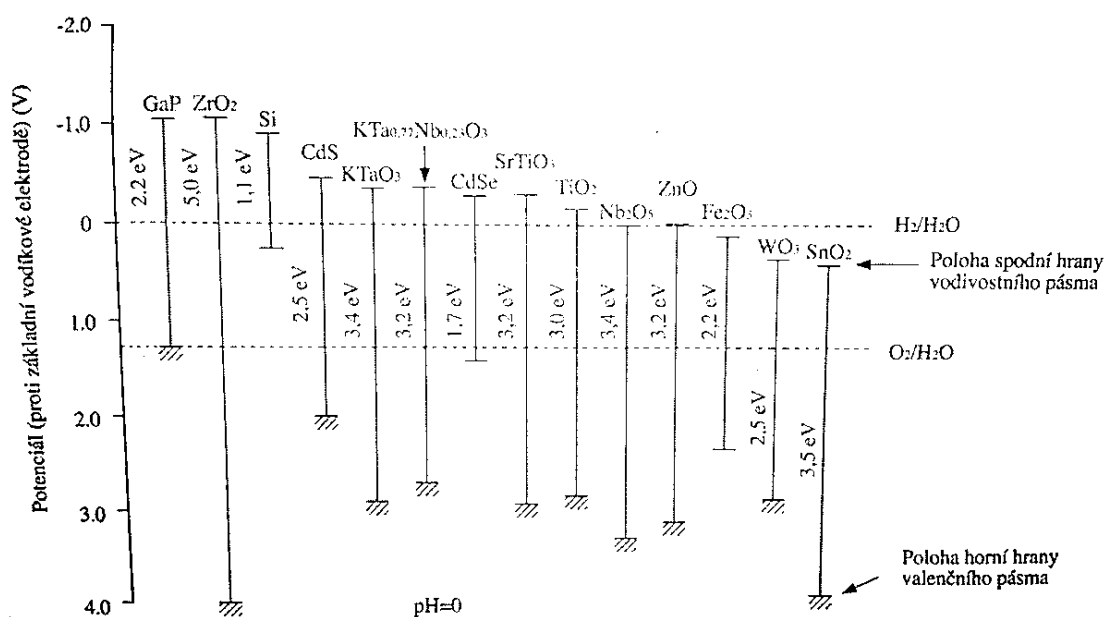 Potenciál (proti základní vodíkové elektrodě) (V)
-2.0
-1.0
0
1.0
2.0
3.0
4.0
GaP
ZrO₂
Si
CdS
KTaO₃
KTa₀,₇₇Nb₀,₂₃O₃
CdSe
SrTiO₃
TiO₂
Nb₂O₅
ZnO
Fe₂O₃
WO₃
SnO₂
2.2 eV
5,0 eV
1,1 eV
2.5 eV
3,4 eV
3,2 eV
1.7 eV
3,2 eV
3.0 eV
3,4 eV
3.2 eV
2,2 eV
2.5 eV
3,5 eV
H₂/H₂O
Poloha spodní hrany
vodivostního pásma
O₂/H₂O
Poloha horní hrany
valenčního pásma
pH=0